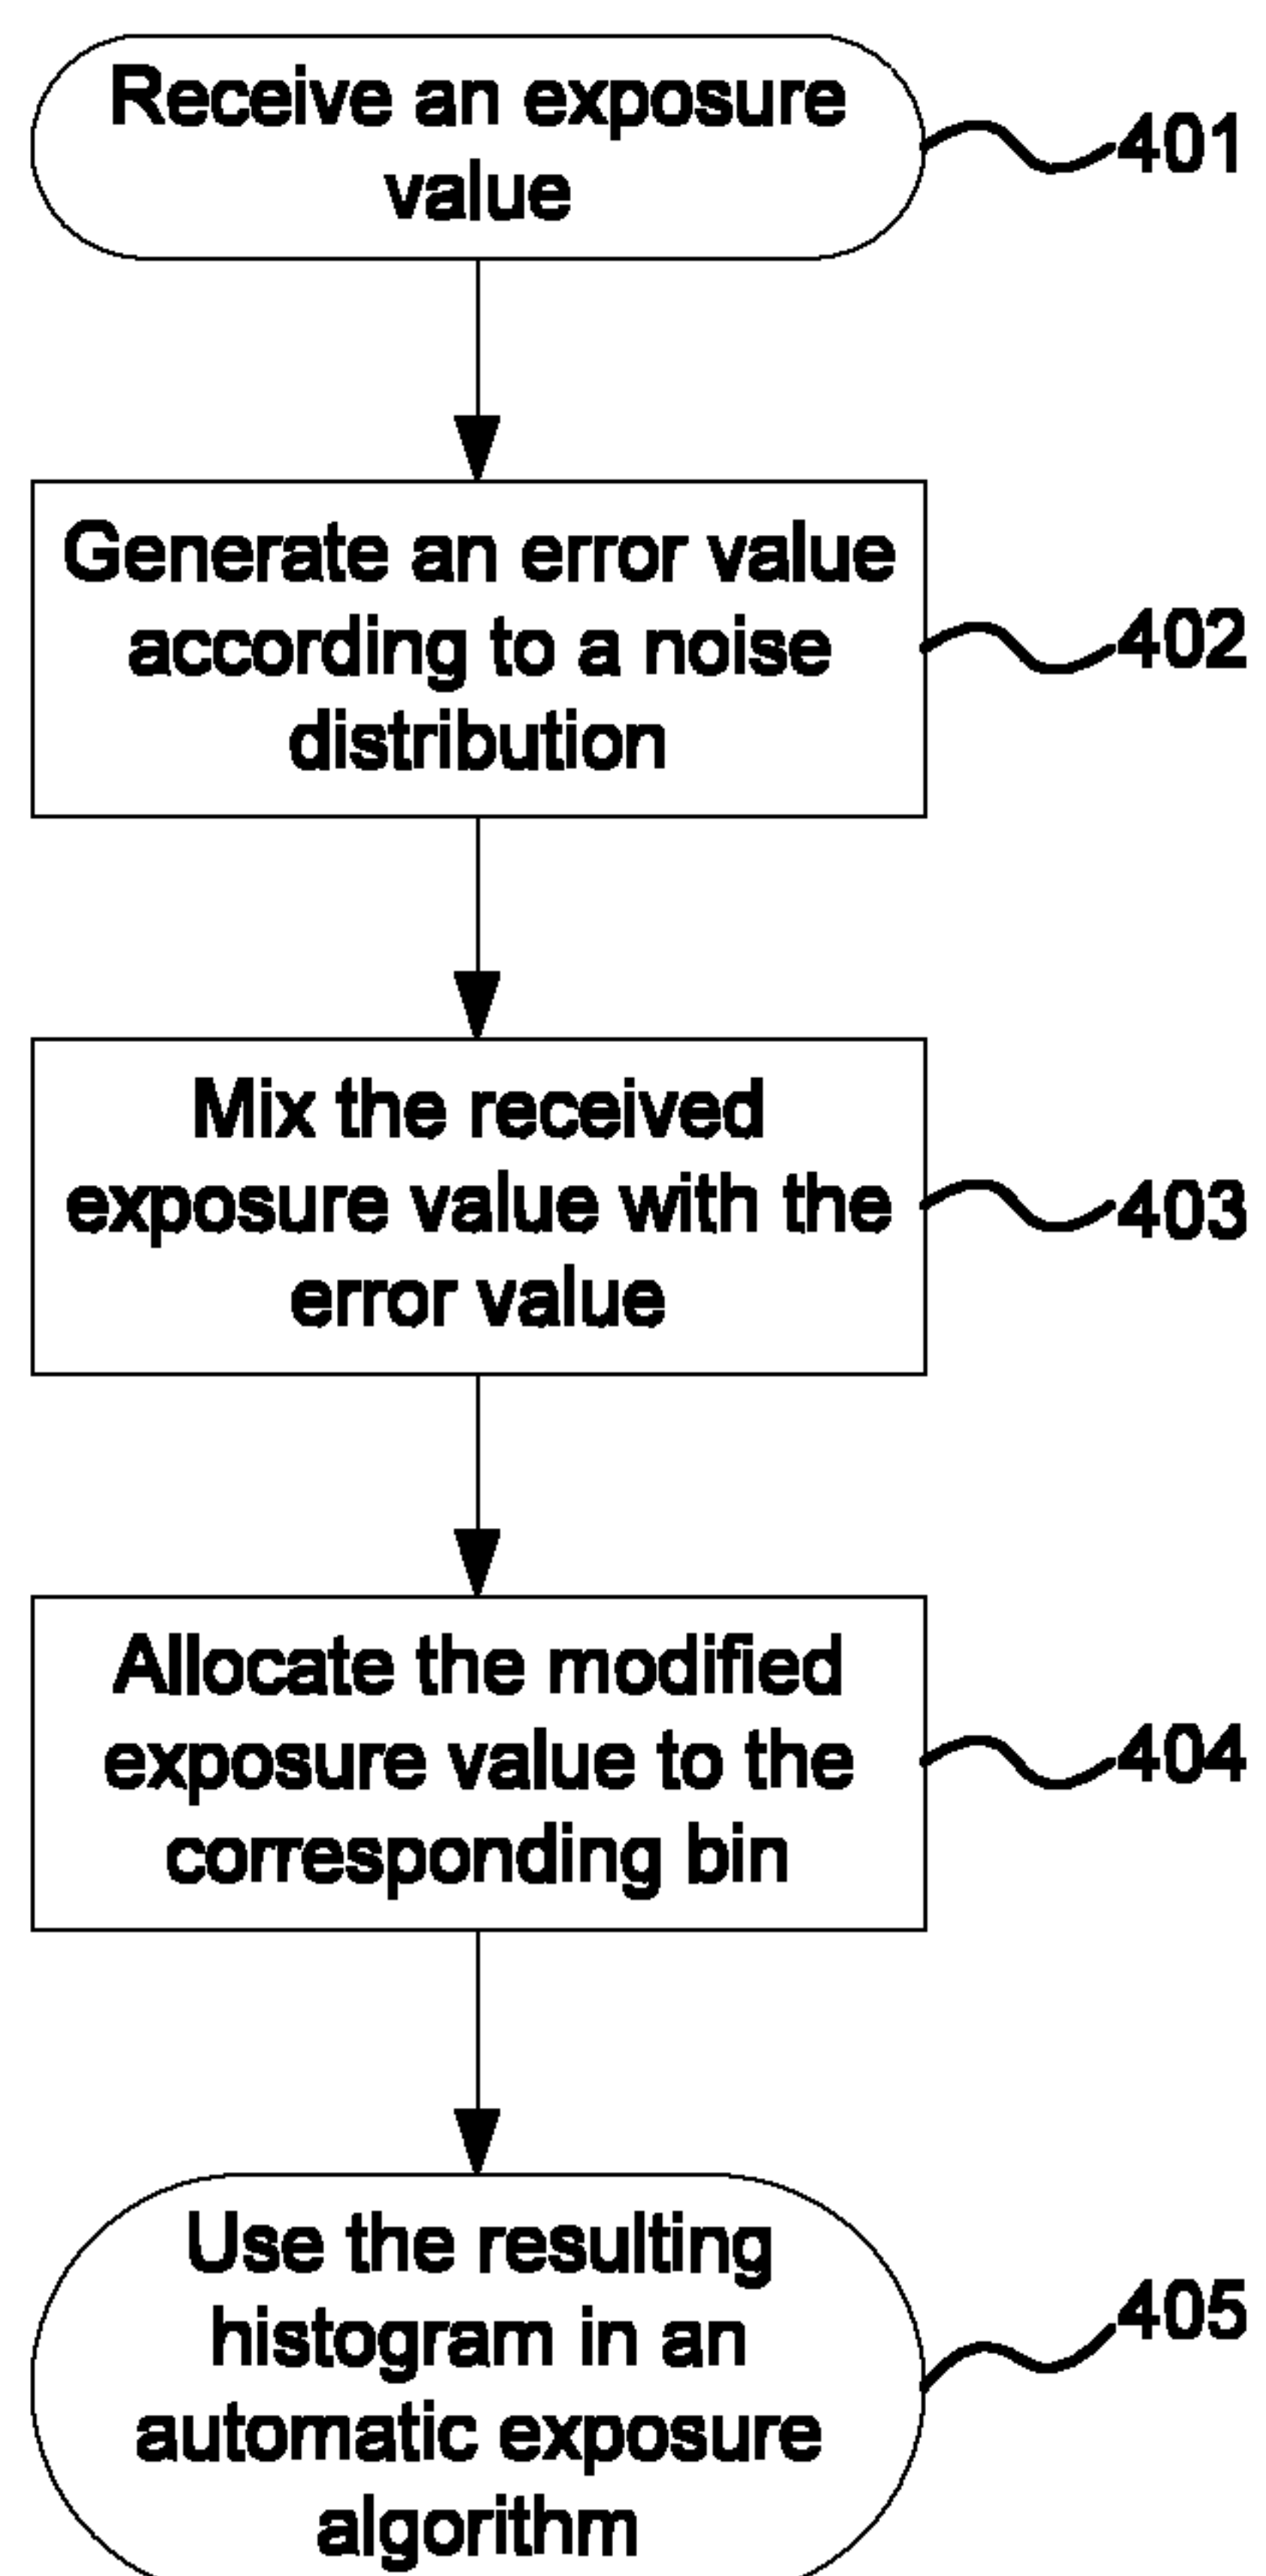 Receive an exposure
value
401
Generate an error value
according to a noise
distribution
402
Mix the received
exposure value with the
error value
403
Allocate the modified
exposure value to the
corresponding bin
404
Use the resulting
histogram in an
automatic exposure
algorithm
405